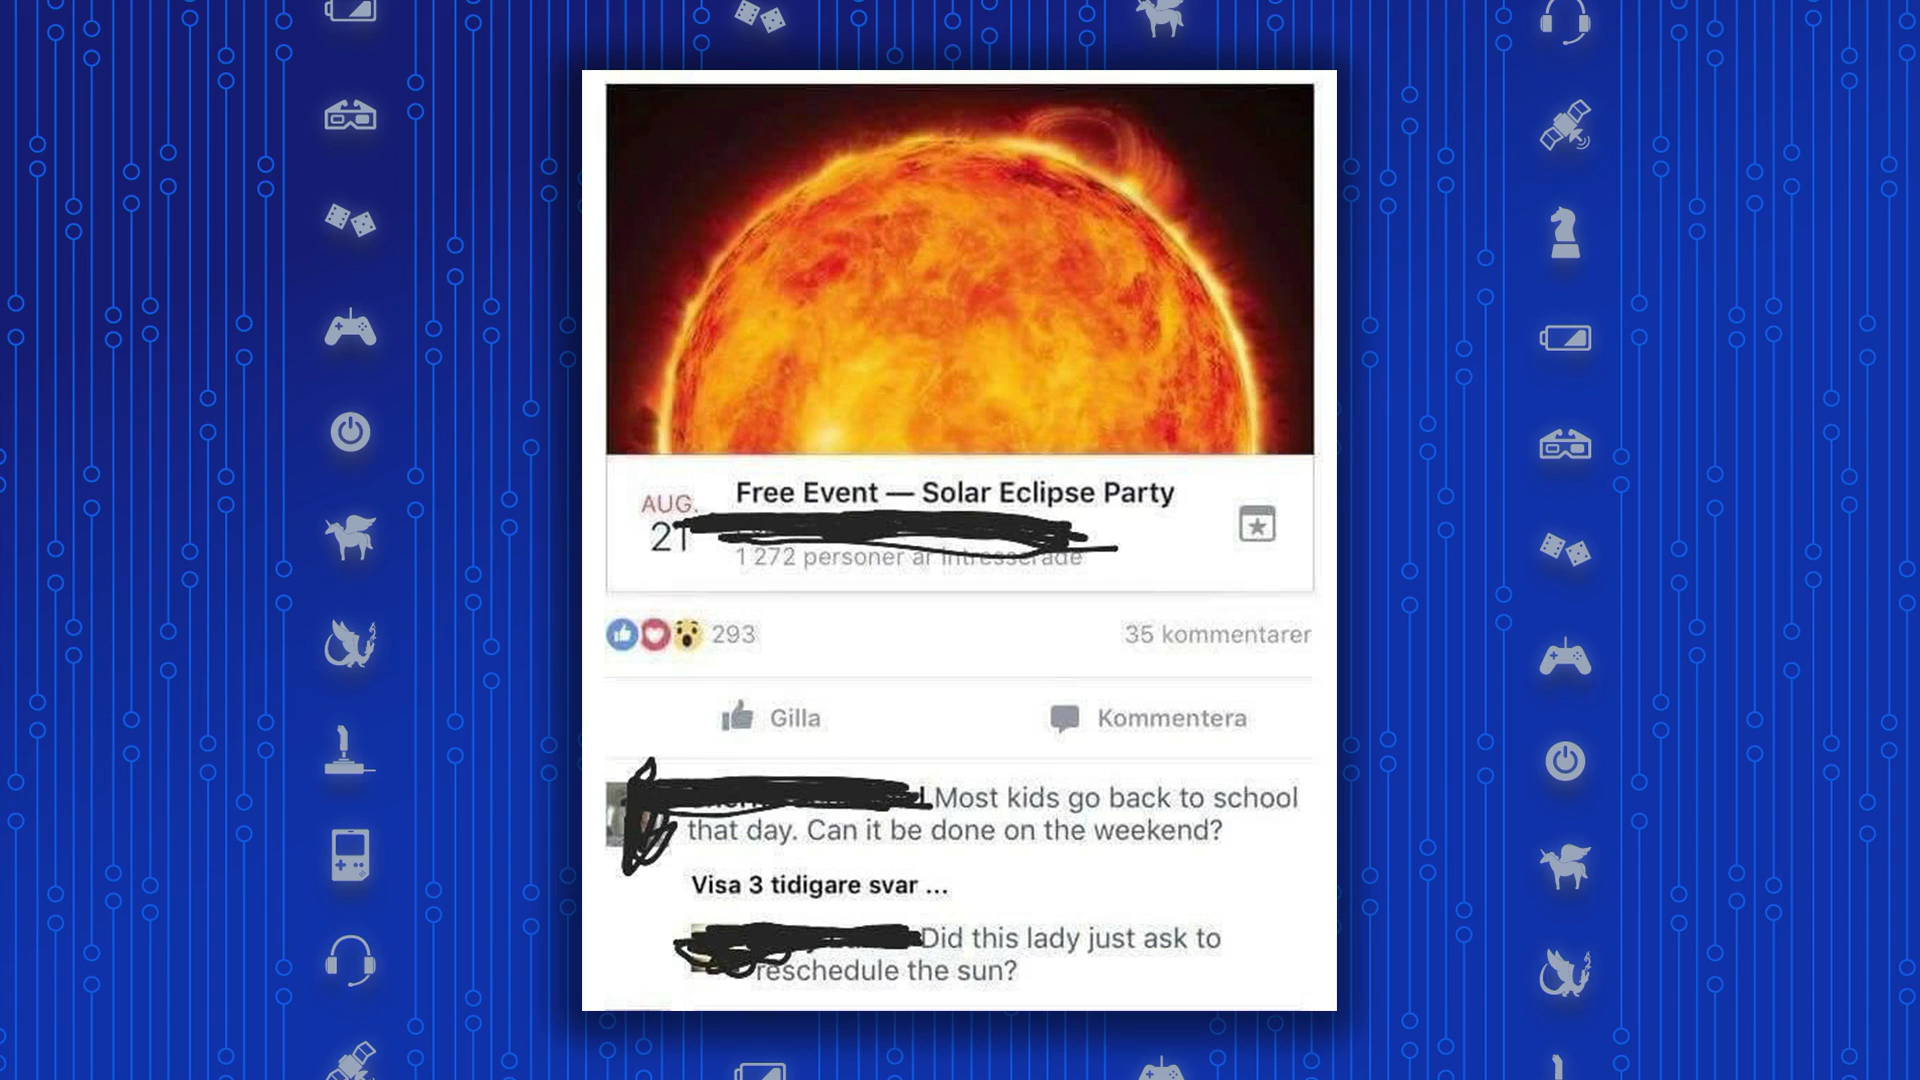 Free Event — Solar Eclipse Party
AUG.
21
1 272 personer är intresserade
293
35 kommentarer
Gilla
Kommentera
Most kids go back to school
that day. Can it be done on the weekend?
Visa 3 tidigare svar ...
Did this lady just ask to
reschedule the sun?